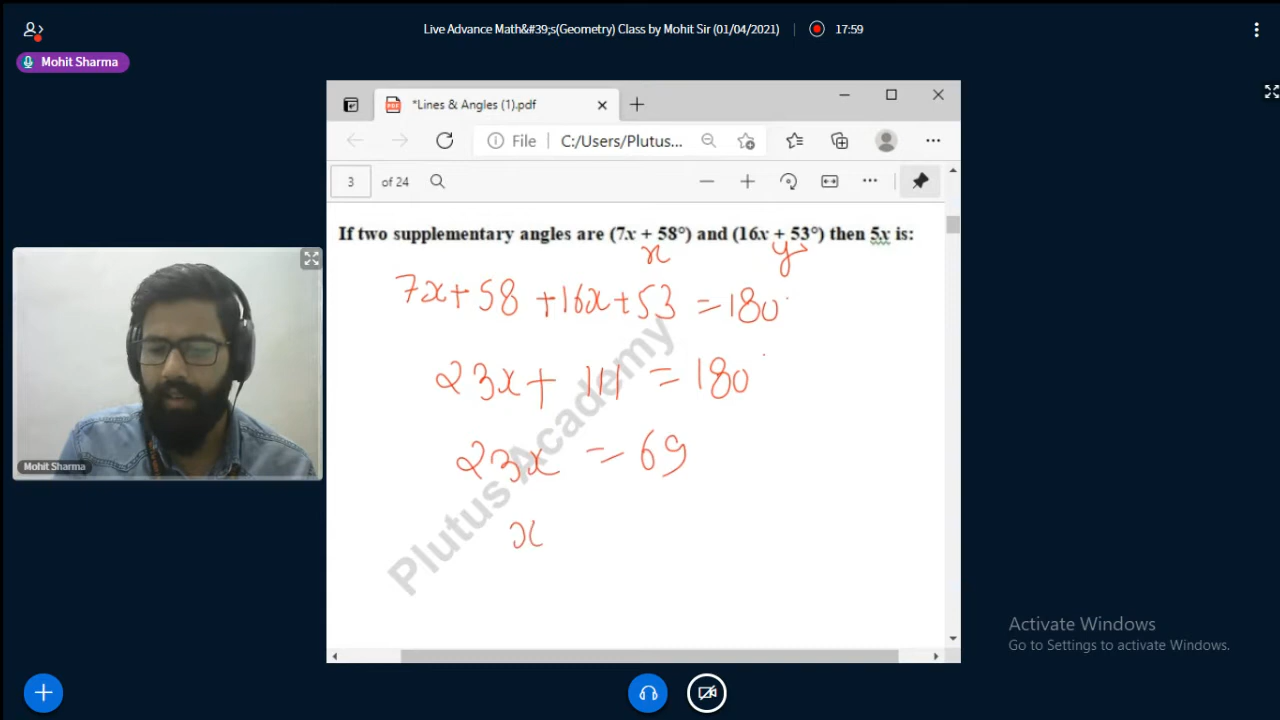 Live Advance Math&#39;s(Geometry) Class by Mohit Sir (01/04/2021)
17:59
Mohit Sharma
*Lines & Angles (1).pdf
File
C:/Users/Plutus...
3 of 24
If two supplementary angles are (7x + 58°) and (16x + 53°) then 5x is:
x y
7x+58 +16x+53 =180
23x+ 111 =180
23x = 69
x
Plutus Academy
Mohit Sharma
Activate Windows
Go to Settings to activate Windows.